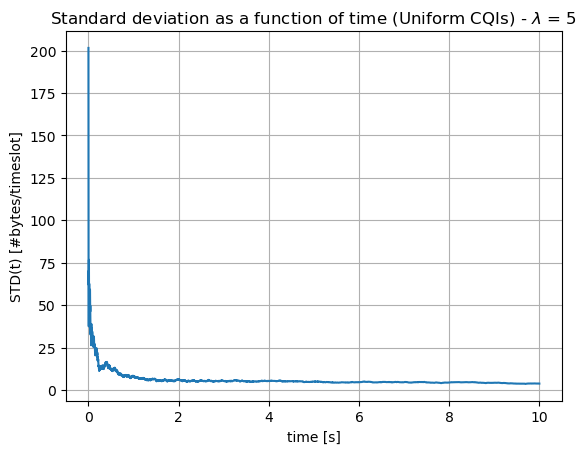 Standard deviation as a function of time (Uniform CQIs) - λ = 5
200
175
150
125
100
75
50
25
0
STD(t) [#bytes/timeslot]
0 2 4 6 8 10
time [s]